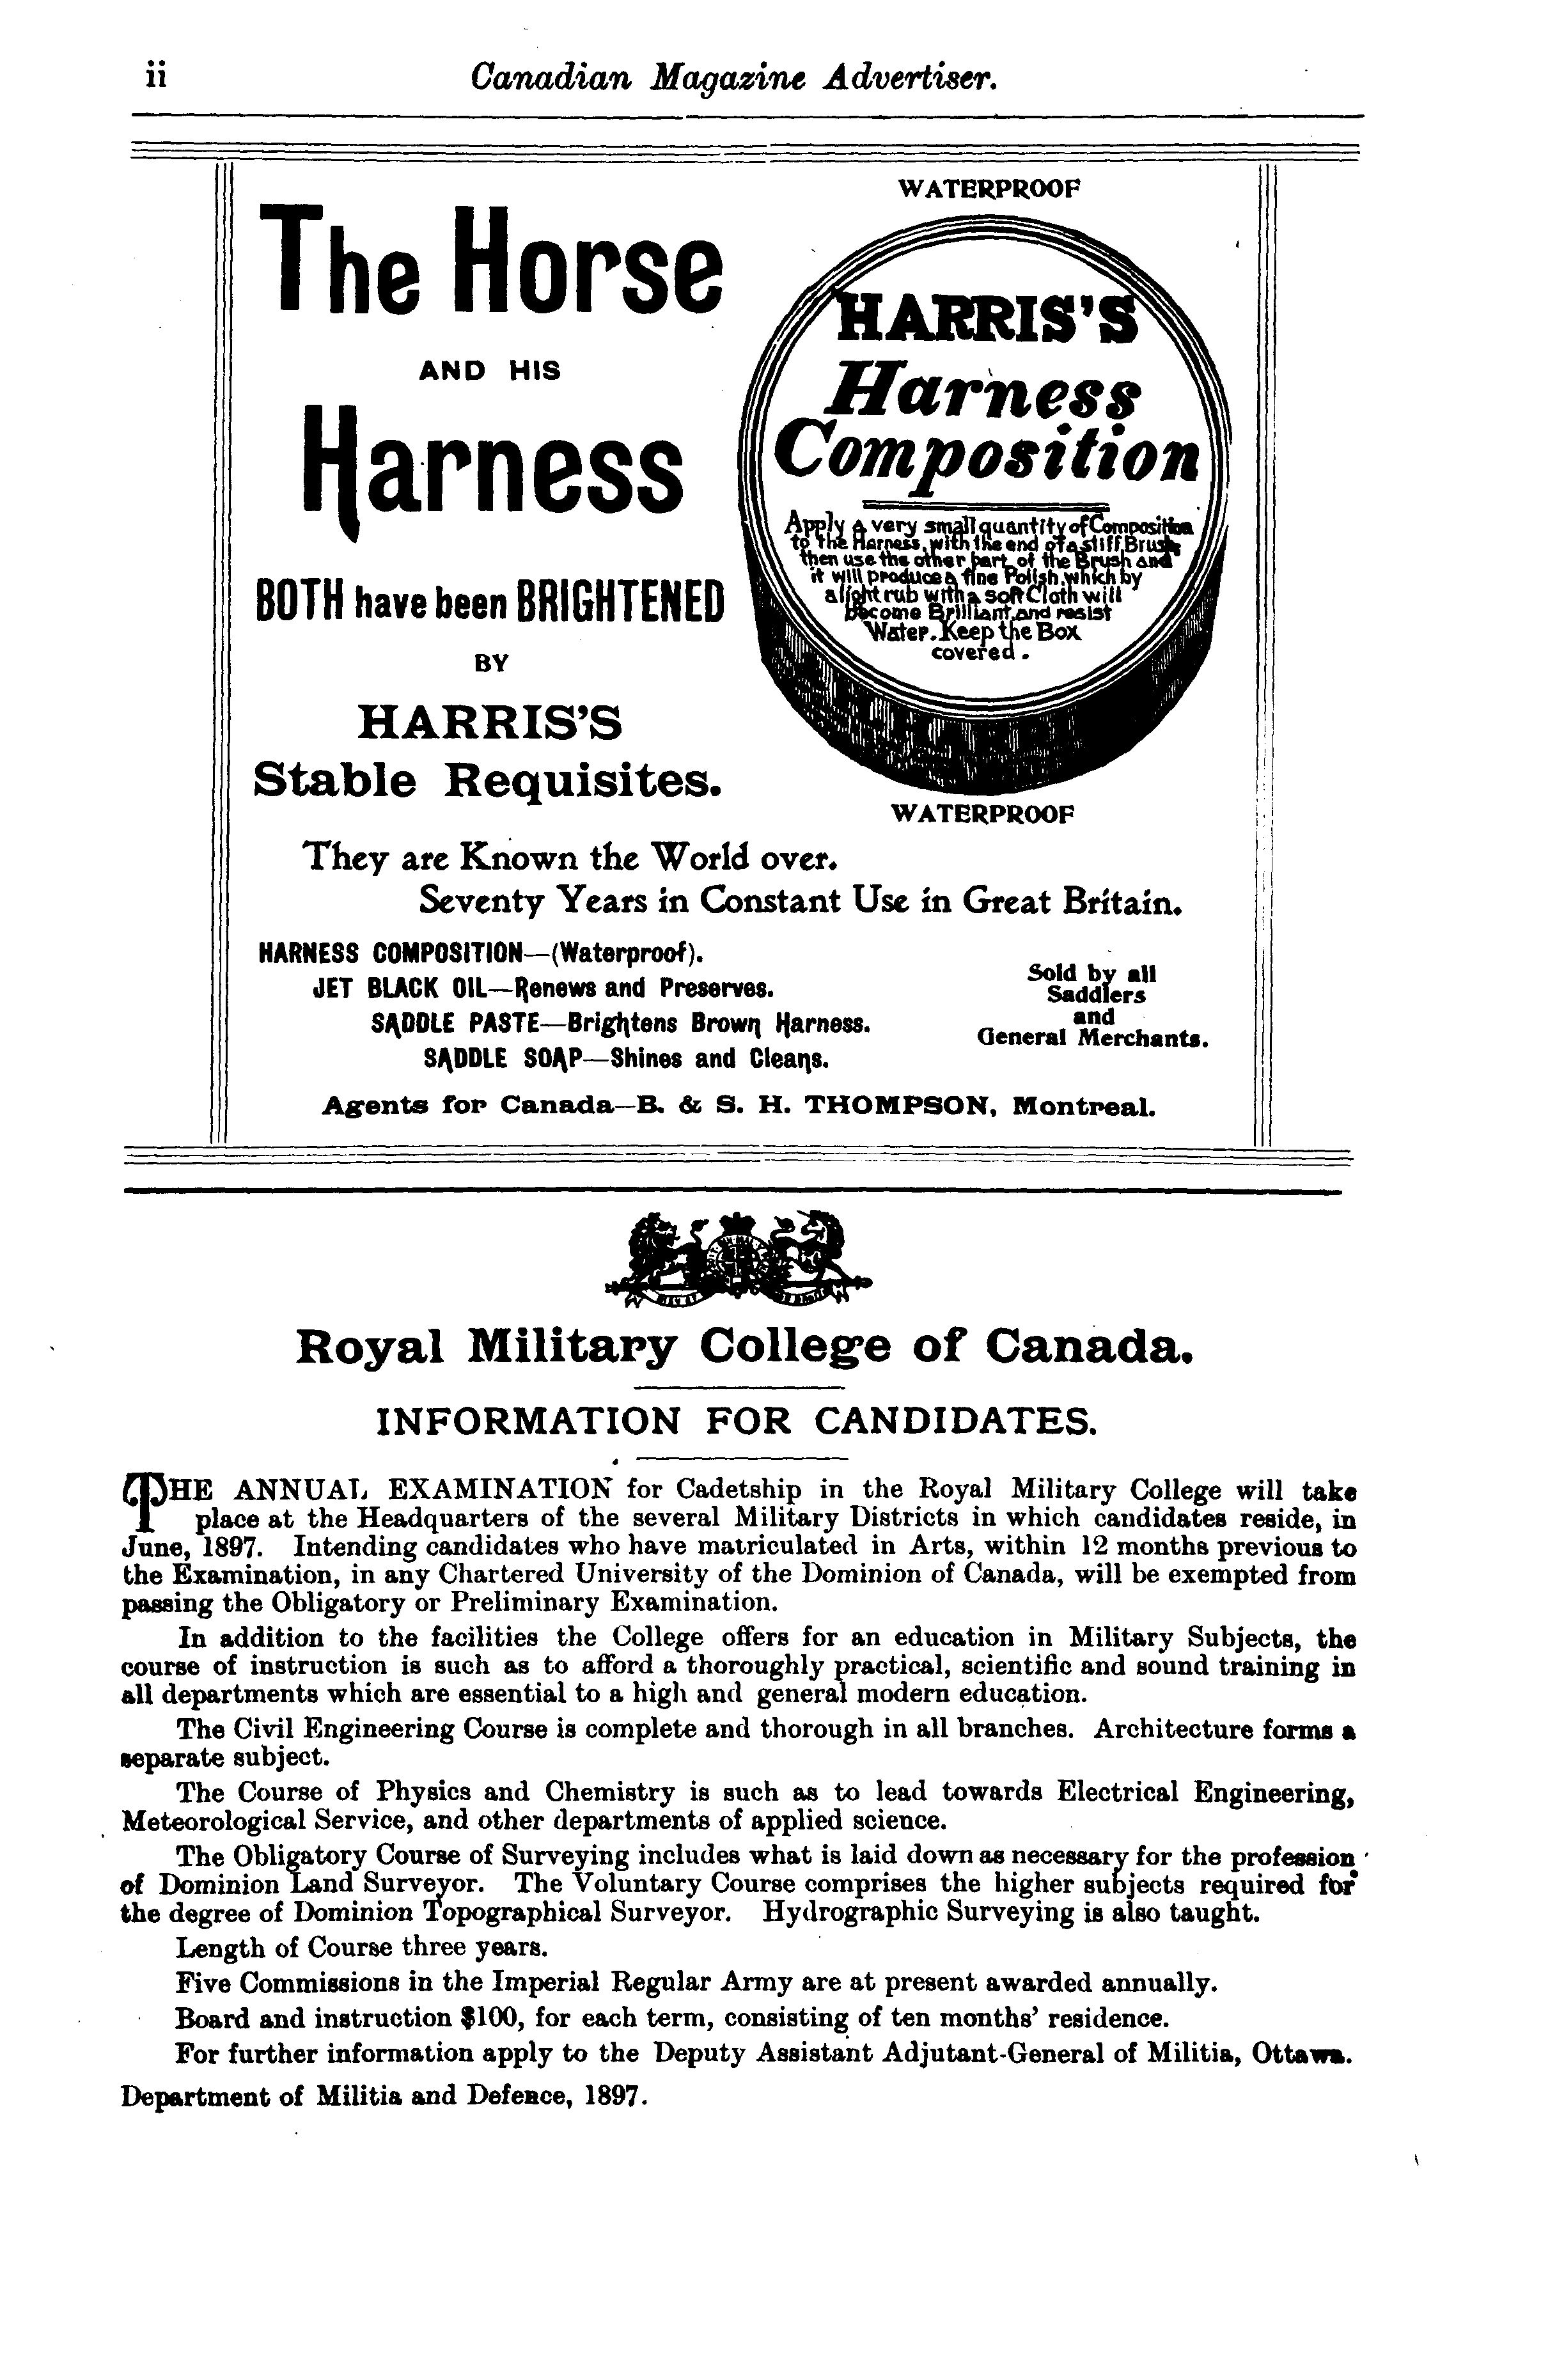 ii
Canadian Magazine Advertiser.
The Horse
AND HIS
Harness
BOTH have been BRIGHTENED
BY
HARRIS'S
Stable Requisites.
WATERPROOF
HARRIS'S
Harness
Composition
Apply a very small quantity of Composition
to the Harness, with the end of a stiff Brush
then use the other part of the Brush and
it will produce a fine Polish, which by
a light rub with a soft Cloth will
become Brilliant, and resist
Water. Keep the Box
covered.
WATERPROOF
They are Known the World over.
Seventy Years in Constant Use in Great Britain.
HARNESS COMPOSITION—(Waterproof).
JET BLACK OIL—Renews and Preserves.
SADDLE PASTE—Brightens Brown Harness.
SADDLE SOAP—Shines and Cleans.
Sold by all
Saddlers
and
General Merchants.
Agents for Canada—B. & S. H. THOMPSON, Montreal.
Royal Military College of Canada.
INFORMATION FOR CANDIDATES.
THE ANNUAL EXAMINATION for Cadetship in the Royal Military College will take
place at the Headquarters of the several Military Districts in which candidates reside, in
June, 1897. Intending candidates who have matriculated in Arts, within 12 months previous to
the Examination, in any Chartered University of the Dominion of Canada, will be exempted from
passing the Obligatory or Preliminary Examination.
In addition to the facilities the College offers for an education in Military Subjects, the
course of instruction is such as to afford a thoroughly practical, scientific and sound training in
all departments which are essential to a high and general modern education.
The Civil Engineering Course is complete and thorough in all branches. Architecture forms a
separate subject.
The Course of Physics and Chemistry is such as to lead towards Electrical Engineering,
Meteorological Service, and other departments of applied science.
The Obligatory Course of Surveying includes what is laid down as necessary for the profession
of Dominion Land Surveyor. The Voluntary Course comprises the higher subjects required for
the degree of Dominion Topographical Surveyor. Hydrographic Surveying is also taught.
Length of Course three years.
Five Commissions in the Imperial Regular Army are at present awarded annually.
Board and instruction $100, for each term, consisting of ten months' residence.
For further information apply to the Deputy Assistant Adjutant-General of Militia, Ottawa.
Department of Militia and Defence, 1897.